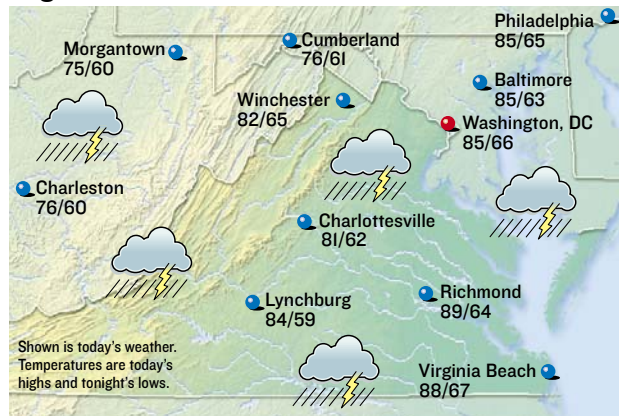 Philadelphia
85/65
Morgantown
75/60
Cumberland
76/61
Baltimore
85/63
Winchester
82/65
Washington, DC
85/66
Charleston
76/60
Charlottesville
81/62
Lynchburg
84/59
Richmond
89/64
Shown is today's weather.
Temperatures are today's
highs and tonight's lows.
Virginia Beach
88/67